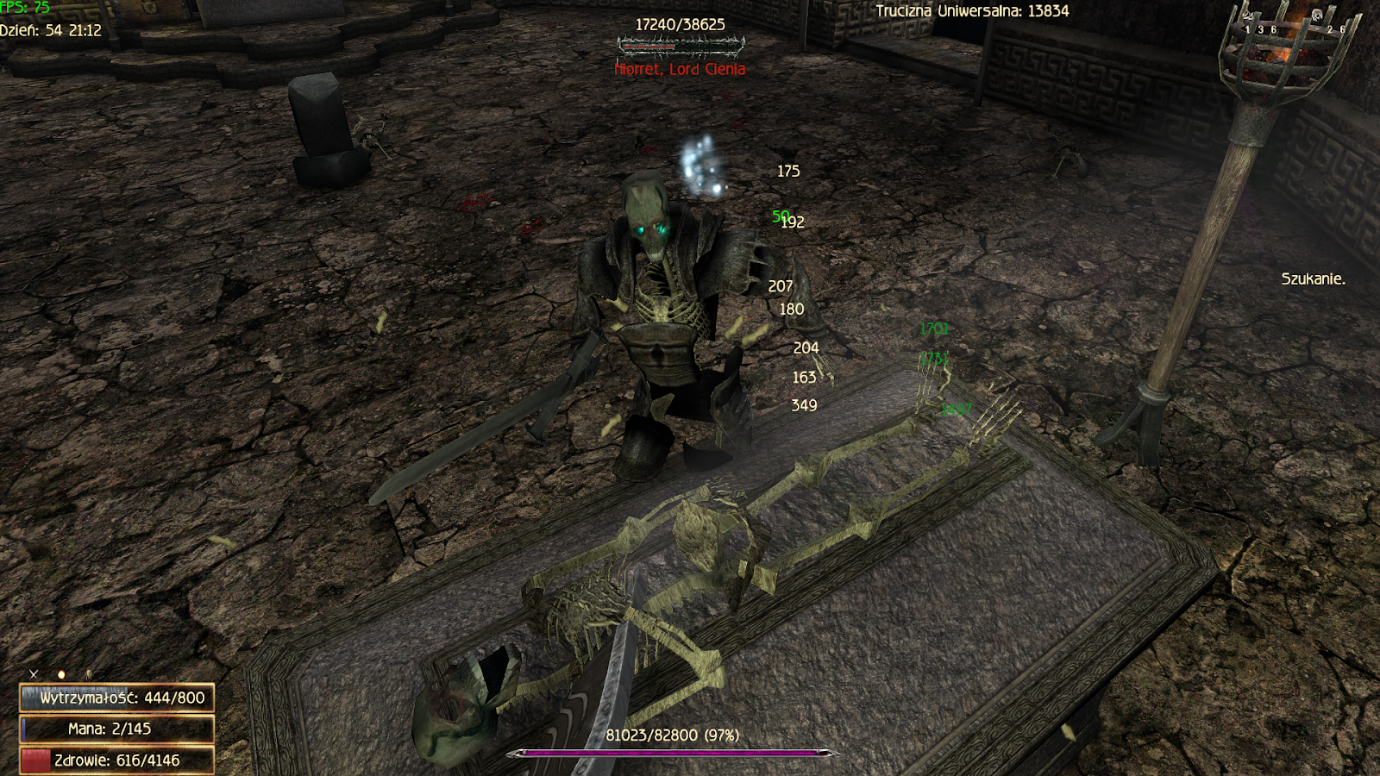 FPS: 75
Dzień: 54 21:12
17240/38625
Hiorret, Lord Cienia
Trucizna Uniwersalna: 13834
175
50
192
207
180
204
163
349
1701
Szukanie.
Wytrzymałość: 444/800
Mana: 2/145
Zdrowie: 616/4146
81023/82800 (97%)